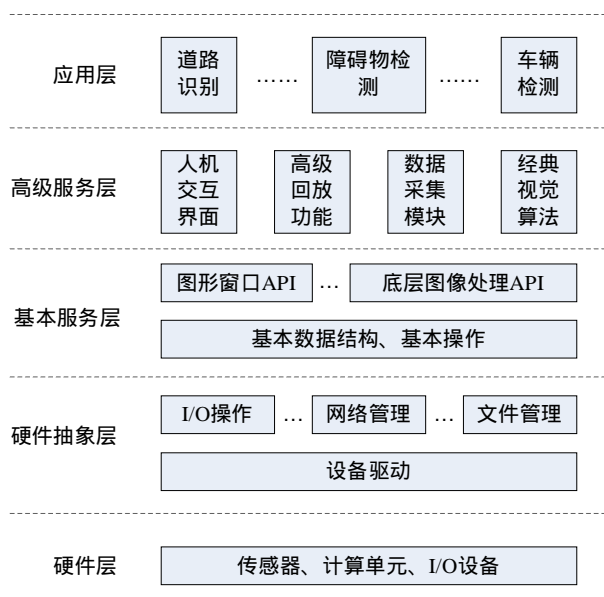 应用层
道路
识别
……
障碍物检
测
……
车辆
检测
高级服务层
人机
交互
界面
高级
回放
功能
数据
采集
模块
经典
视觉
算法
基本服务层
图形窗口API
…
底层图像处理API
基本数据结构、基本操作
硬件抽象层
I/O操作
…
网络管理
…
文件管理
设备驱动
硬件层
传感器、计算单元、I/O设备